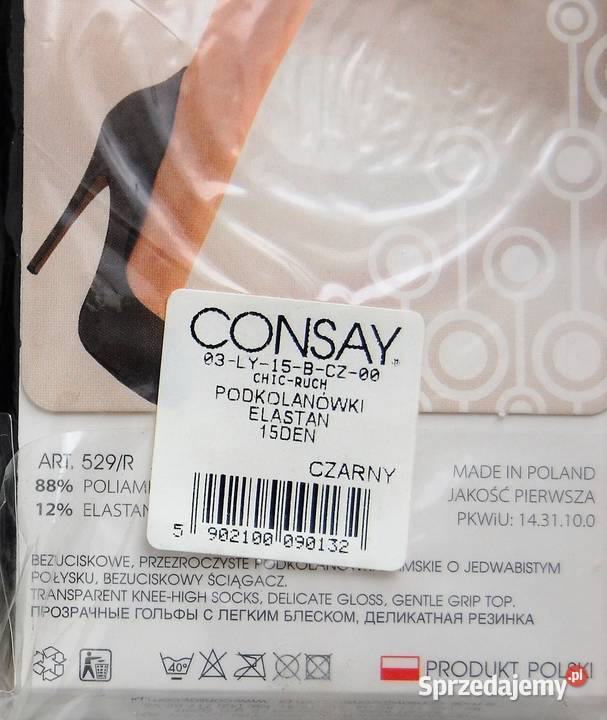 CONSAY
03-LY-15-B-CZ-00
CHIC-RUCH
PODKOLANÓWKI
ELASTAN
15DEN
CZARNY
5 902100 090132
ART. 529/R
88% POLIAMI
12% ELASTAN
MADE IN POLAND
JAKOŚĆ PIERWSZA
PKWiU: 14.31.10.0
BEZUCISKOWE, PRZEZROCZYSTE PODKOLANÓWKI DAMSKIE O JEDWABISTYM
POŁYSKU, BEZUCISKOWY ŚCIĄGACZ.
TRANSPARENT KNEE-HIGH SOCKS, DELICATE GLOSS, GENTLE GRIP TOP.
ПРОЗРАЧНЫЕ ГОЛЬФЫ С ЛЕГКИМ БЛЕСКОМ, ДЕЛИКАТНАЯ РЕЗИНКА
40°
PRODUKT POLSKI
Sprzedajemy.pl